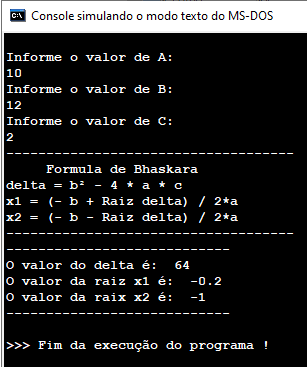 Console simulando o modo texto do MS-DOS
Informe o valor de A:
10
Informe o valor de B:
12
Informe o valor de C:
2
------------------------------------
Formula de Bhaskara
delta = b² - 4 * a * c
x1 = (- b + Raiz delta) / 2*a
x2 = (- b - Raiz delta) / 2*a
------------------------------------
----------------------------
O valor do delta é:  64
O valor da raiz x1 é:  -0.2
O valor da raix x2 é:  -1
----------------------------
>>> Fim da execução do programa !